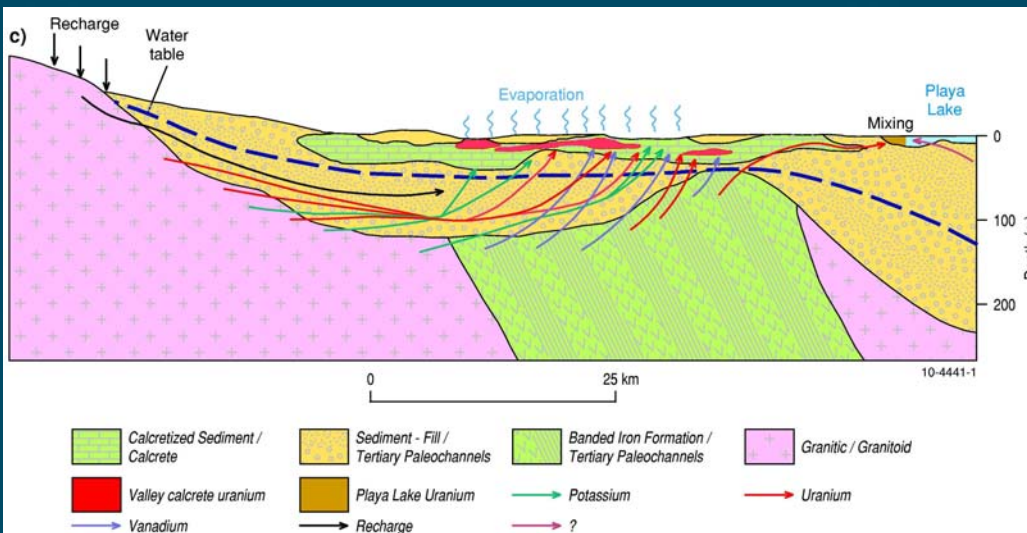 c)
Recharge
Water
table
Evaporation
Playa
Lake
Mixing
0
100
200
10-4441-1
0
25 km
Calcretized Sediment /
Calcrete
Sediment - Fill /
Tertiary Paleochannels
Banded Iron Formation /
Tertiary Paleochannels
Granitic / Granitoid
Valley calcrete uranium
Playa Lake Uranium
Potassium
Uranium
Vanadium
Recharge
?